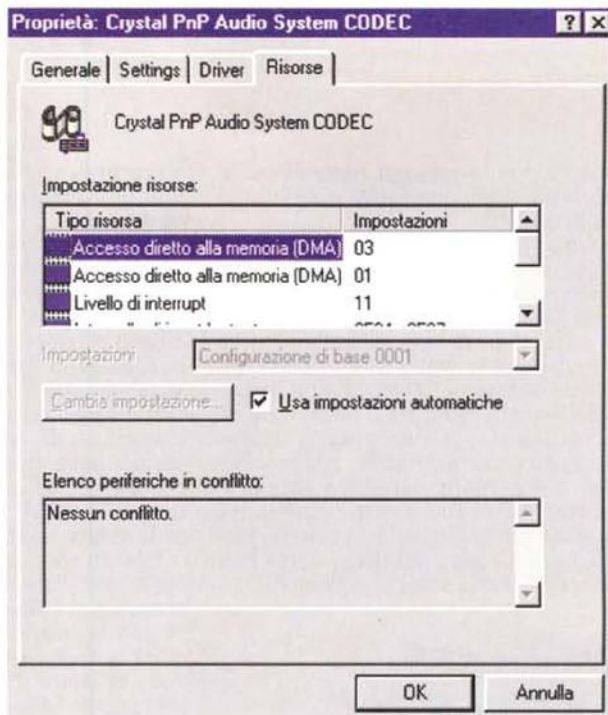 Proprietà: Crystal PnP Audio System CODEC
Generale Settings Driver Risorse
Crystal PnP Audio System CODEC
Impostazione risorse:
Tipo risorsa Impostazioni
Accesso diretto alla memoria (DMA) 03
Accesso diretto alla memoria (DMA) 01
Livello di interrupt 11
Impostazioni Configurazione di base 0001
Cambia impostazione... Usa impostazioni automatiche
Elenco periferiche in conflitto:
Nessun conflitto.
OK Annulla